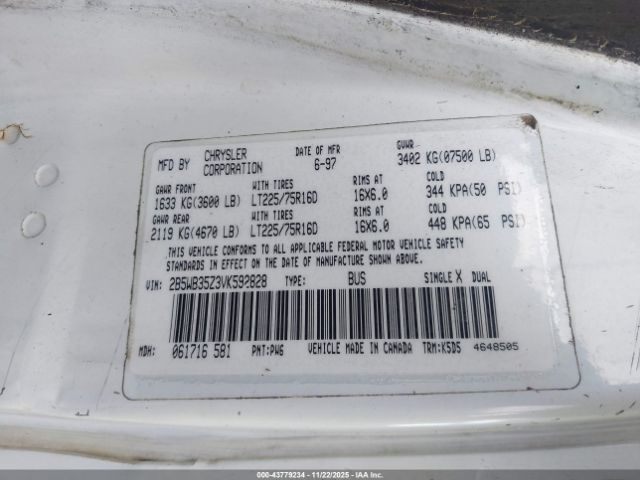 MFD BY CHRYSLER CORPORATION DATE OF MFR 6-97 GVWR 3402 KG(07500 LB)
GAWR FRONT WITH TIRES RIMS AT COLD
1633 KG(3600 LB) LT225/75R16D 16X6.0 344 KPA(50 PSI)
GAWR REAR WITH TIRES RIMS AT COLD
2119 KG(4670 LB) LT225/75R16D 16X6.0 448 KPA(65 PSI)
THIS VEHICLE CONFORMS TO ALL APPLICABLE FEDERAL MOTOR VEHICLE SAFETY
STANDARDS IN EFFECT ON THE DATE OF MANUFACTURE SHOWN ABOVE.
VIN: 2B5WB35Z3VK592828 TYPE: BUS SINGLE X DUAL
MDH: 061716 581 PNT:PW6 VEHICLE MADE IN CANADA TRM:K5D5 4648505
000-43779234 - 11/22/2025 - IAA Inc.